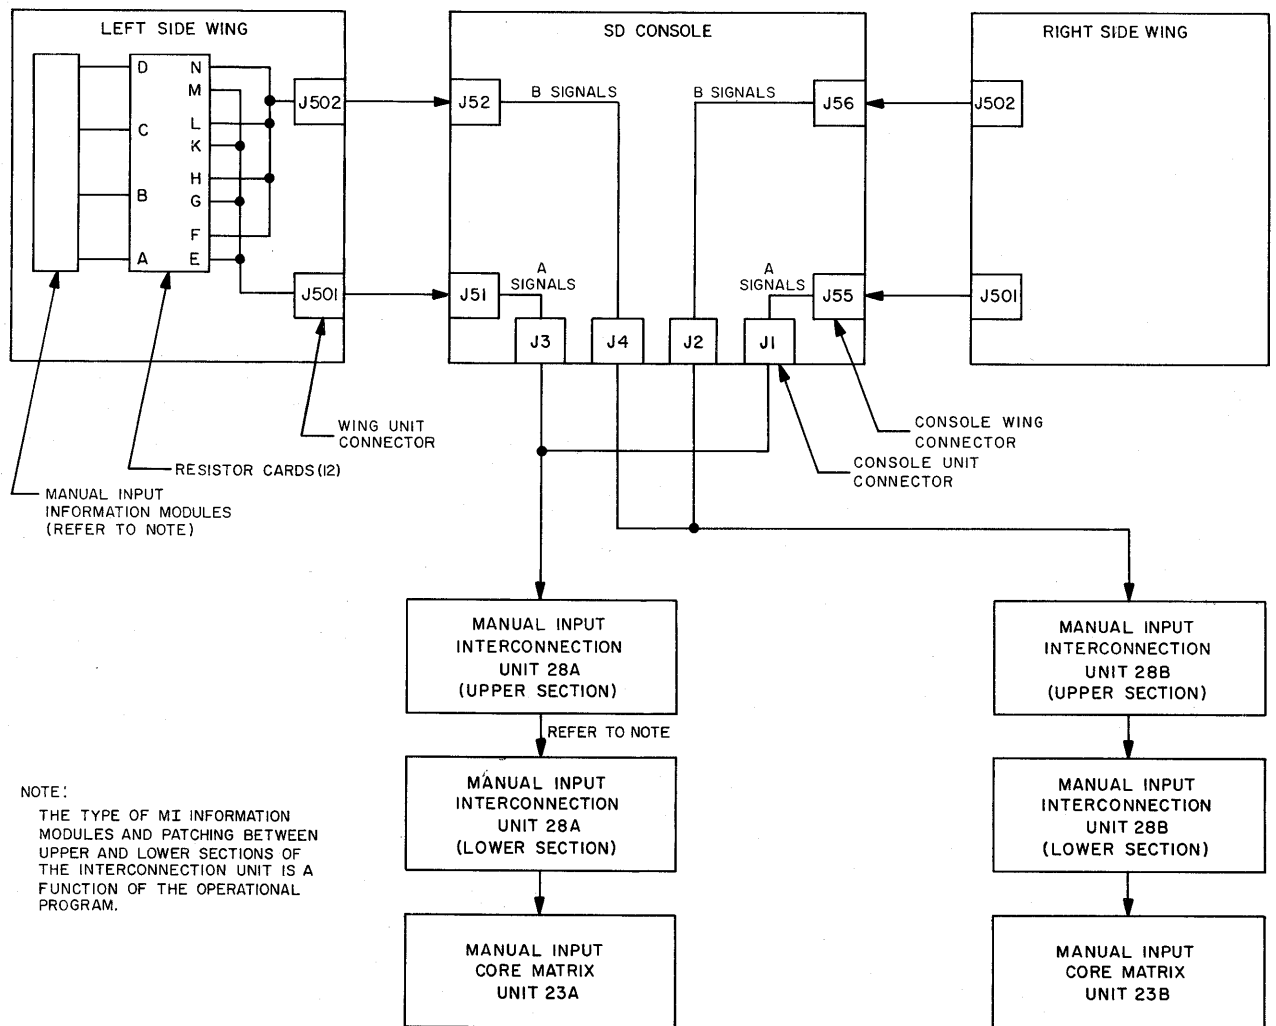 LEFT SIDE WING
SD CONSOLE
RIGHT SIDE WING
D
C
B
A
N
M
L
K
H
G
F
E
J502
J501
J52
J51
B SIGNALS
A
SIGNALS
B SIGNALS
A
SIGNALS
J56
J55
J502
J501
J3
J4
J2
J1
WING UNIT
CONNECTOR
RESISTOR CARDS(12)
MANUAL INPUT
INFORMATION MODULES
(REFER TO NOTE)
CONSOLE WING
CONNECTOR
CONSOLE UNIT
CONNECTOR
MANUAL INPUT
INTERCONNECTION
UNIT 28A
(UPPER SECTION)
REFER TO NOTE
MANUAL INPUT
INTERCONNECTION
UNIT 28A
(LOWER SECTION)
MANUAL INPUT
CORE MATRIX
UNIT 23A
MANUAL INPUT
INTERCONNECTION
UNIT 28B
(UPPER SECTION)
MANUAL INPUT
INTERCONNECTION
UNIT 28B
(LOWER SECTION)
MANUAL INPUT
CORE MATRIX
UNIT 23B
NOTE:
THE TYPE OF MI INFORMATION
MODULES AND PATCHING BETWEEN
UPPER AND LOWER SECTIONS OF
THE INTERCONNECTION UNIT IS A
FUNCTION OF THE OPERATIONAL
PROGRAM.